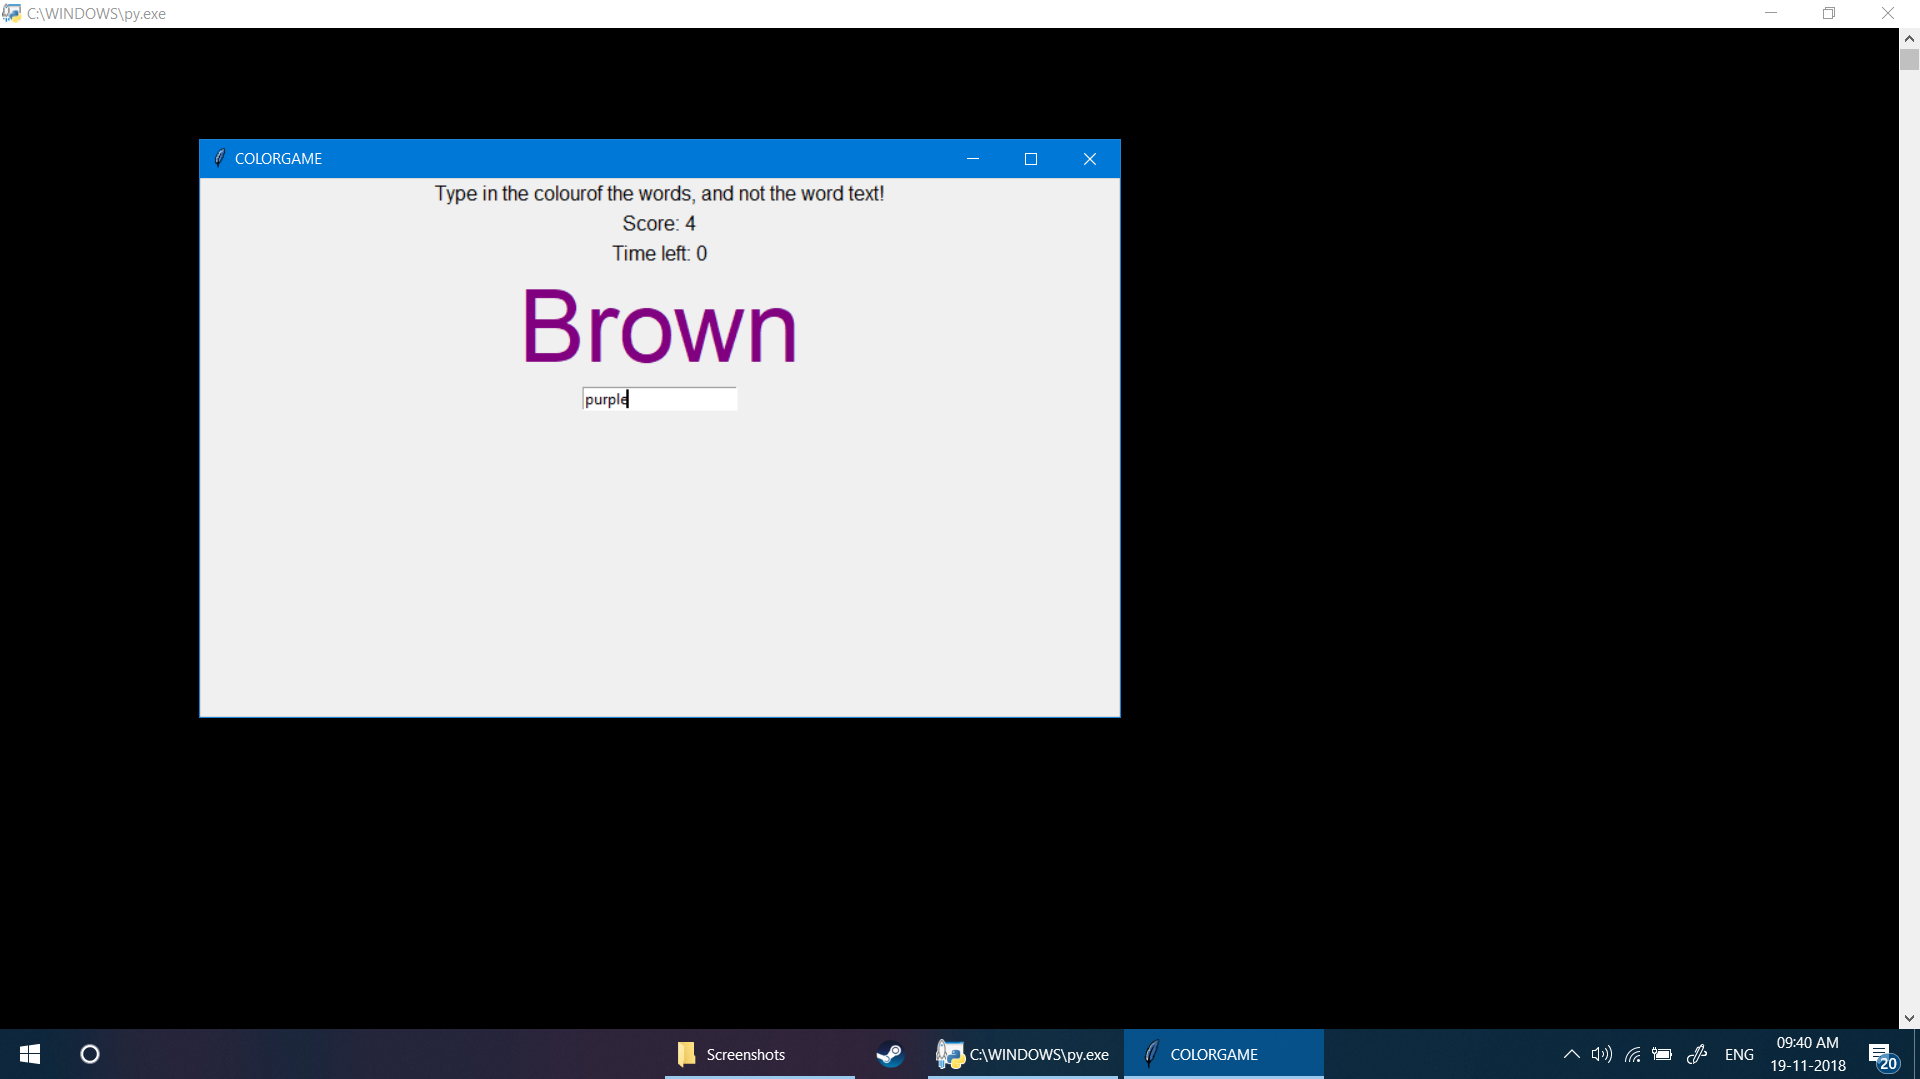 C:\WINDOWS\py.exe
COLORGAME
Type in the colourof the words, and not the word text!
Score: 4
Time left: 0
Brown
purple
Screenshots
C:\WINDOWS\py.exe
COLORGAME
ENG
09:40 AM
19-11-2018
20